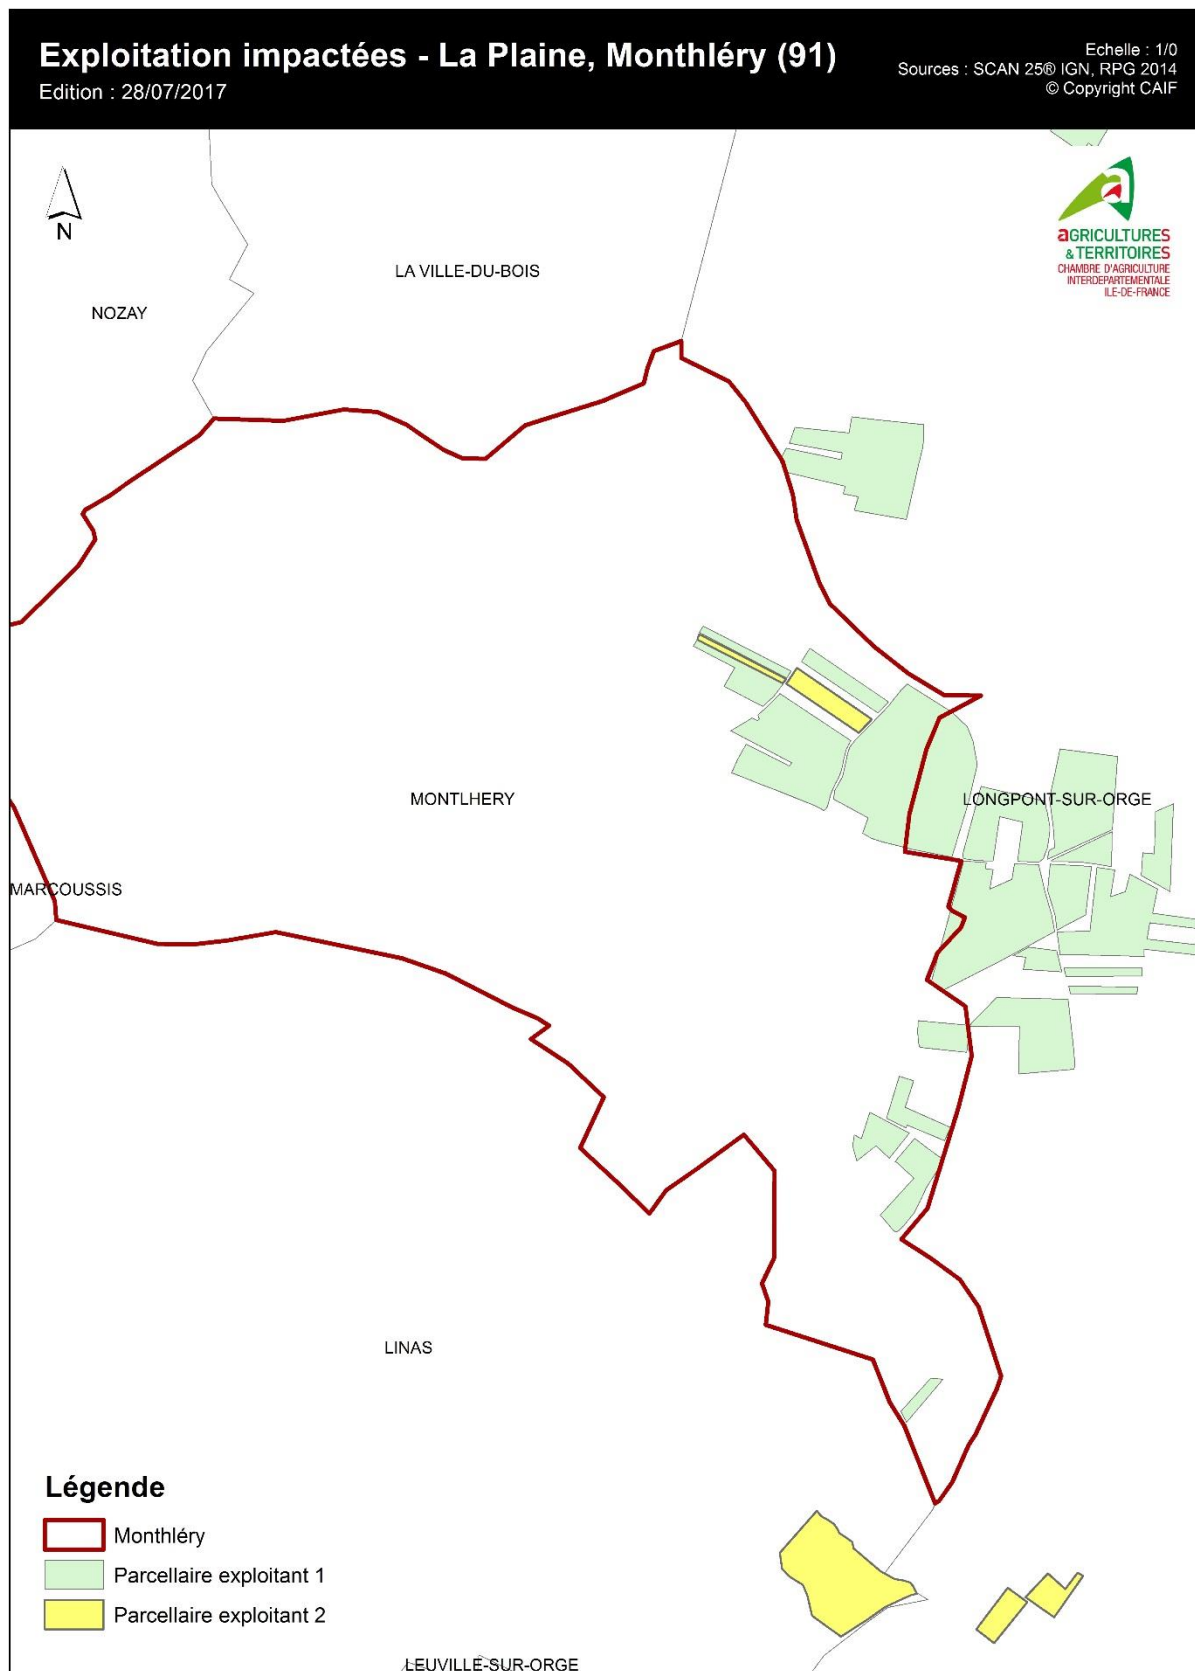 Exploitation impactées - La Plaine, Monthléry (91)
Edition : 28/07/2017
Echelle : 1/0
Sources : SCAN 25® IGN, RPG 2014
© Copyright CAIF
N
aGRICULTURES
& TERRITOIRES
CHAMBRE D'AGRICULTURE
INTERDEPARTEMENTALE
ILE-DE-FRANCE
LA VILLE-DU-BOIS
NOZAY
MONTLHERY
LONGPONT-SUR-ORGE
MARCOUSSIS
LINAS
Légende
Monthléry
Parcellaire exploitant 1
Parcellaire exploitant 2
LEUVILLE-SUR-ORGE